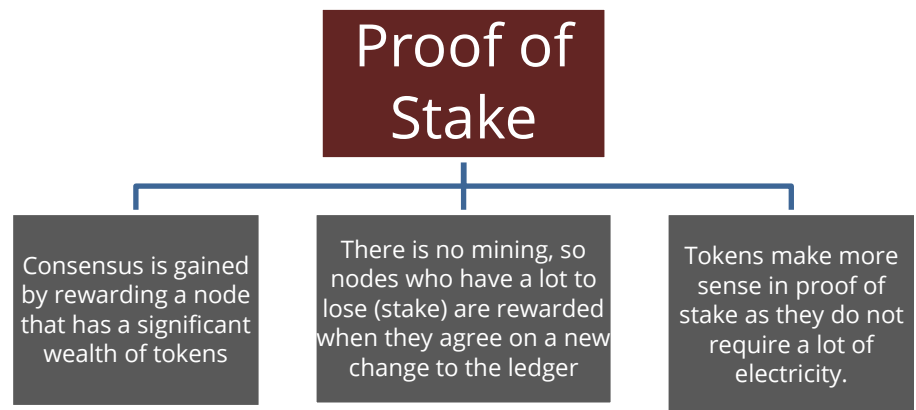 Proof of
Stake
Consensus is gained
by rewarding a node
that has a significant
wealth of tokens
There is no mining, so
nodes who have a lot to
lose (stake) are rewarded
when they agree on a new
change to the ledger
Tokens make more
sense in proof of
stake as they do not
require a lot of
electricity.